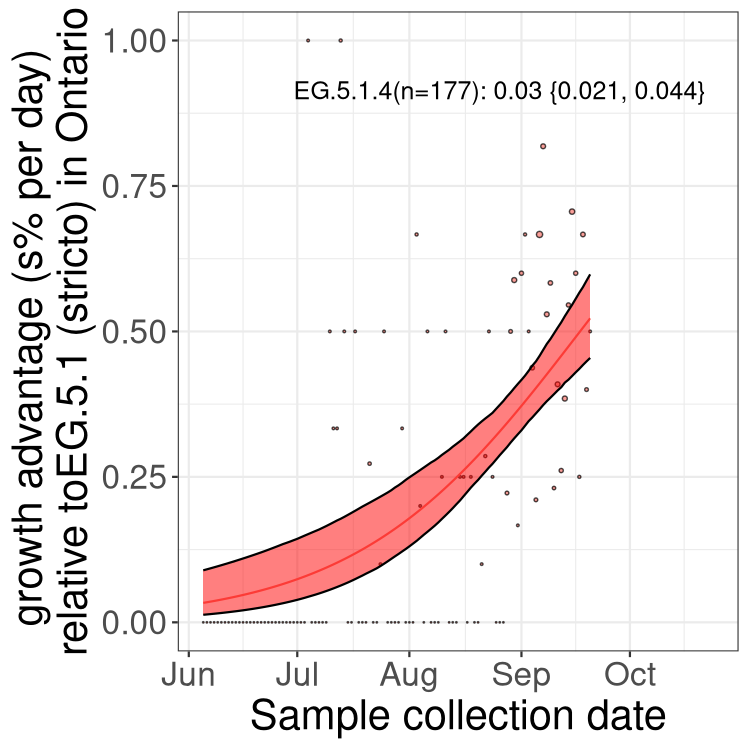 growth advantage (s% per day)
relative toEG.5.1 (stricto) in Ontario
1.00
0.75
0.50
0.25
0.00
EG.5.1.4(n=177): 0.03 {0.021, 0.044}
Jun Jul Aug Sep Oct
Sample collection date